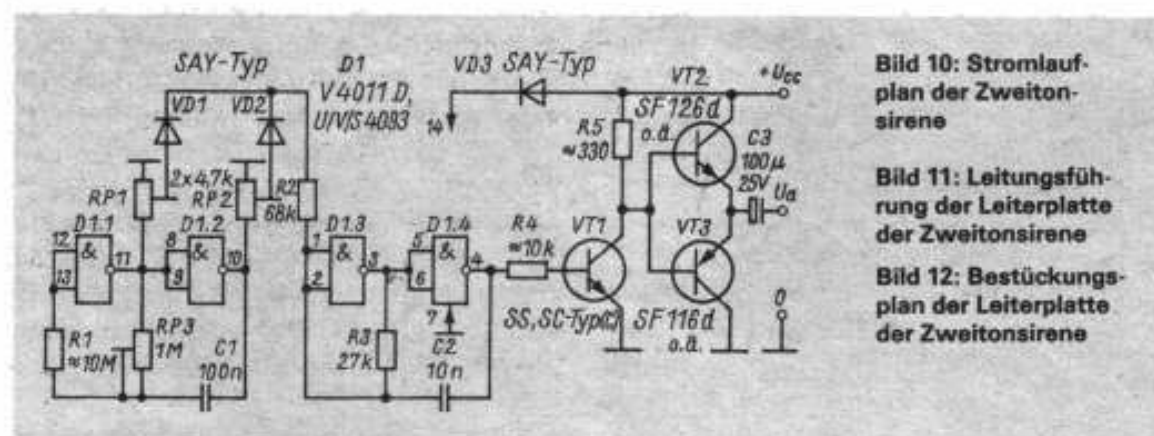 SAY-Typ
VD1
VD2
D1
V4011 D,
U/V/S 4093
VD3 SAY-Typ
14
R5
≈330
VT2
SF 126 d
o.ä.
+Ucc
C3
100µ
25V
Ua
RP1
2x4,7k
RP2
R2
68k
D1.1
12
13
&
11
D1.2
8
9
&
10
D1.3
1
2
&
3
D1.4
5
6
&
4
7
R4
≈10k
VT1
SS, SC-Typ(c)
VT3
SF 116 d
o.ä.
0
R1
≈10M
RP3
1M
C1
100n
R3
27k
C2
10n
Bild 10: Stromlauf-
plan der Zweiton-
sirene
Bild 11: Leitungsfüh-
rung der Leiterplatte
der Zweitonsirene
Bild 12: Bestückungs-
plan der Leiterplatte
der Zweitonsirene